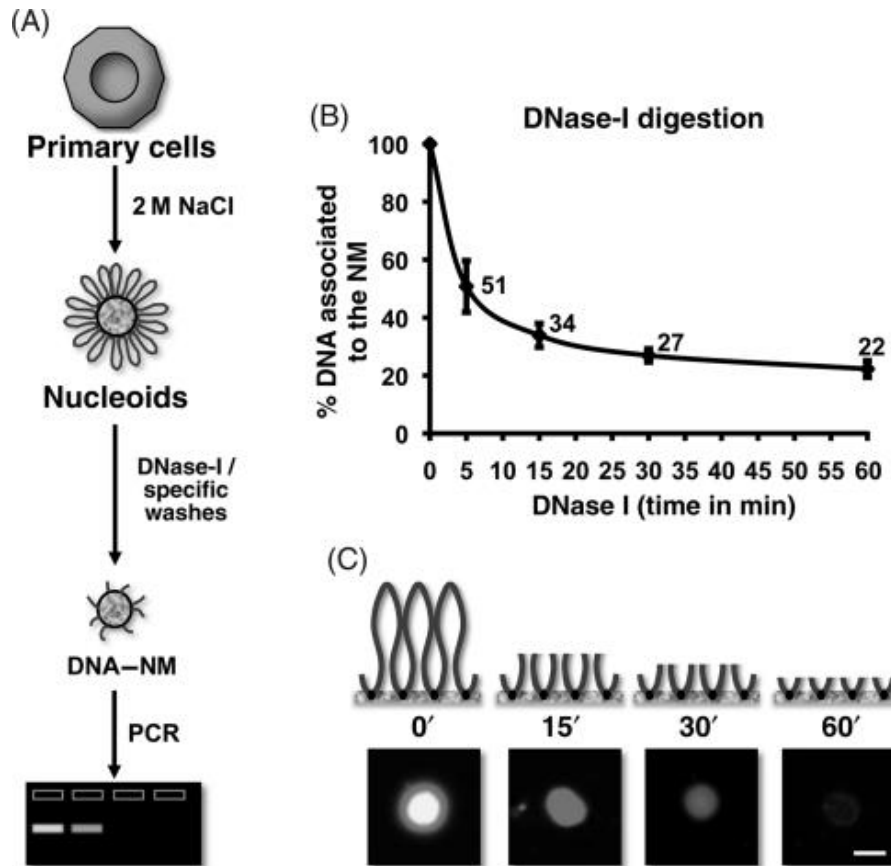 (A)
Primary cells
2 M NaCl
Nucleoids
DNase-I /
specific
washes
DNA–NM
PCR
(B)
DNase-I digestion
% DNA associated
to the NM
100
80
60
40
20
0
51
34
27
22
0 5 10 15 20 25 30 35 40 45 50 55 60
DNase I (time in min)
(C)
0′ 15′ 30′ 60′